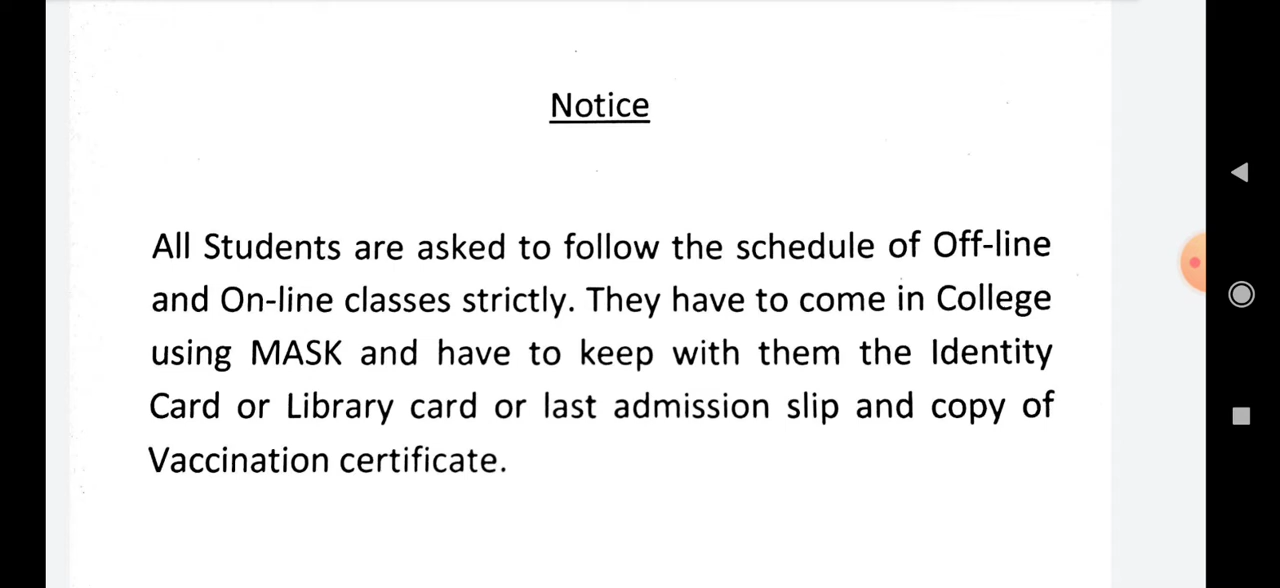 Notice
All Students are asked to follow the schedule of Off-line
and On-line classes strictly. They have to come in College
using MASK and have to keep with them the Identity
Card or Library card or last admission slip and copy of
Vaccination certificate.